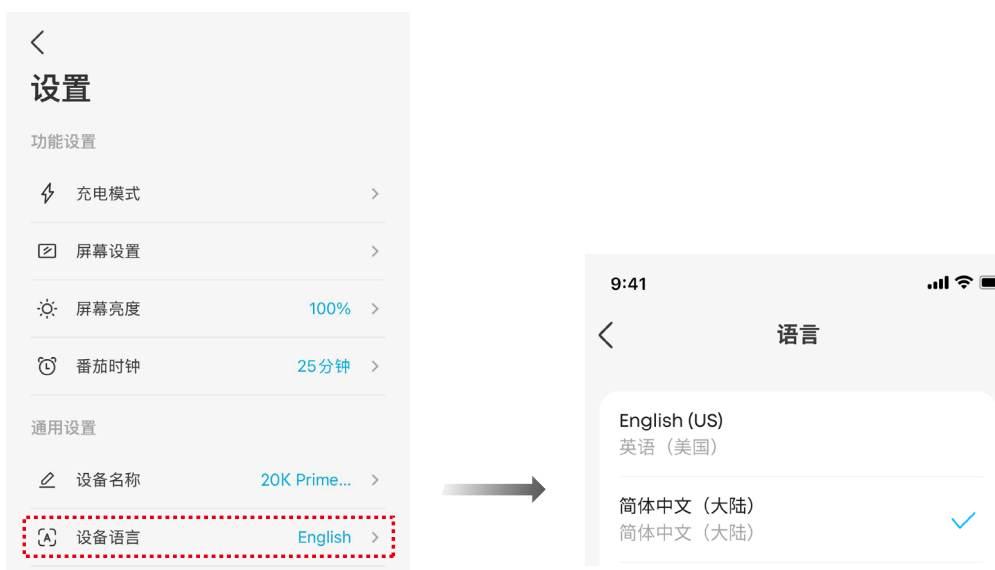 设置
功能设置
充电模式
屏幕设置
屏幕亮度 100%
番茄时钟 25分钟
通用设置
设备名称 20K Prime...
设备语言 English
9:41
语言
English (US)
英语（美国）
简体中文（大陆）
简体中文（大陆）